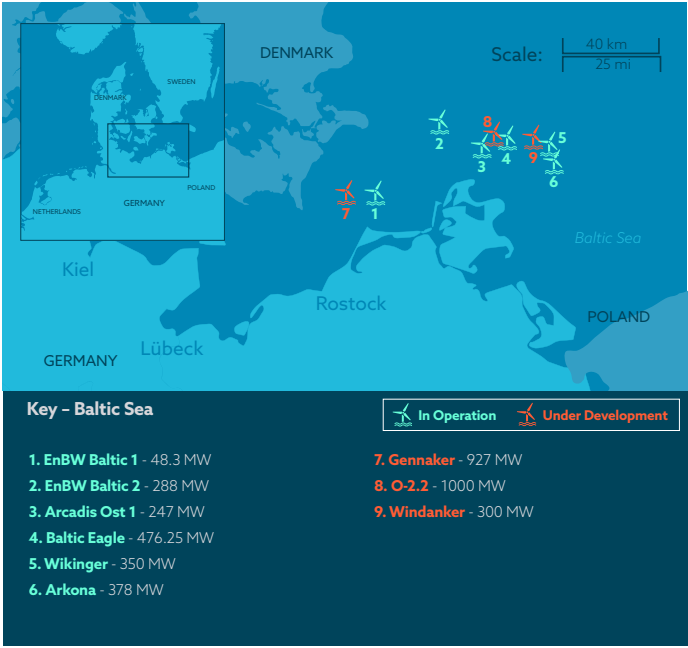 DENMARK
Scale:
40 km
25 mi
SWEDEN
DENMARK
POLAND
GERMANY
NETHERLANDS
8
5
2
3
4
9
6
7
1
Baltic Sea
Kiel
Rostock
POLAND
Lübeck
GERMANY
Key – Baltic Sea
In Operation
Under Development
1. EnBW Baltic 1 - 48.3 MW
2. EnBW Baltic 2 - 288 MW
3. Arcadis Ost 1 - 247 MW
4. Baltic Eagle - 476.25 MW
5. Wikinger - 350 MW
6. Arkona - 378 MW
7. Gennaker - 927 MW
8. O-2.2 - 1000 MW
9. Windanker - 300 MW